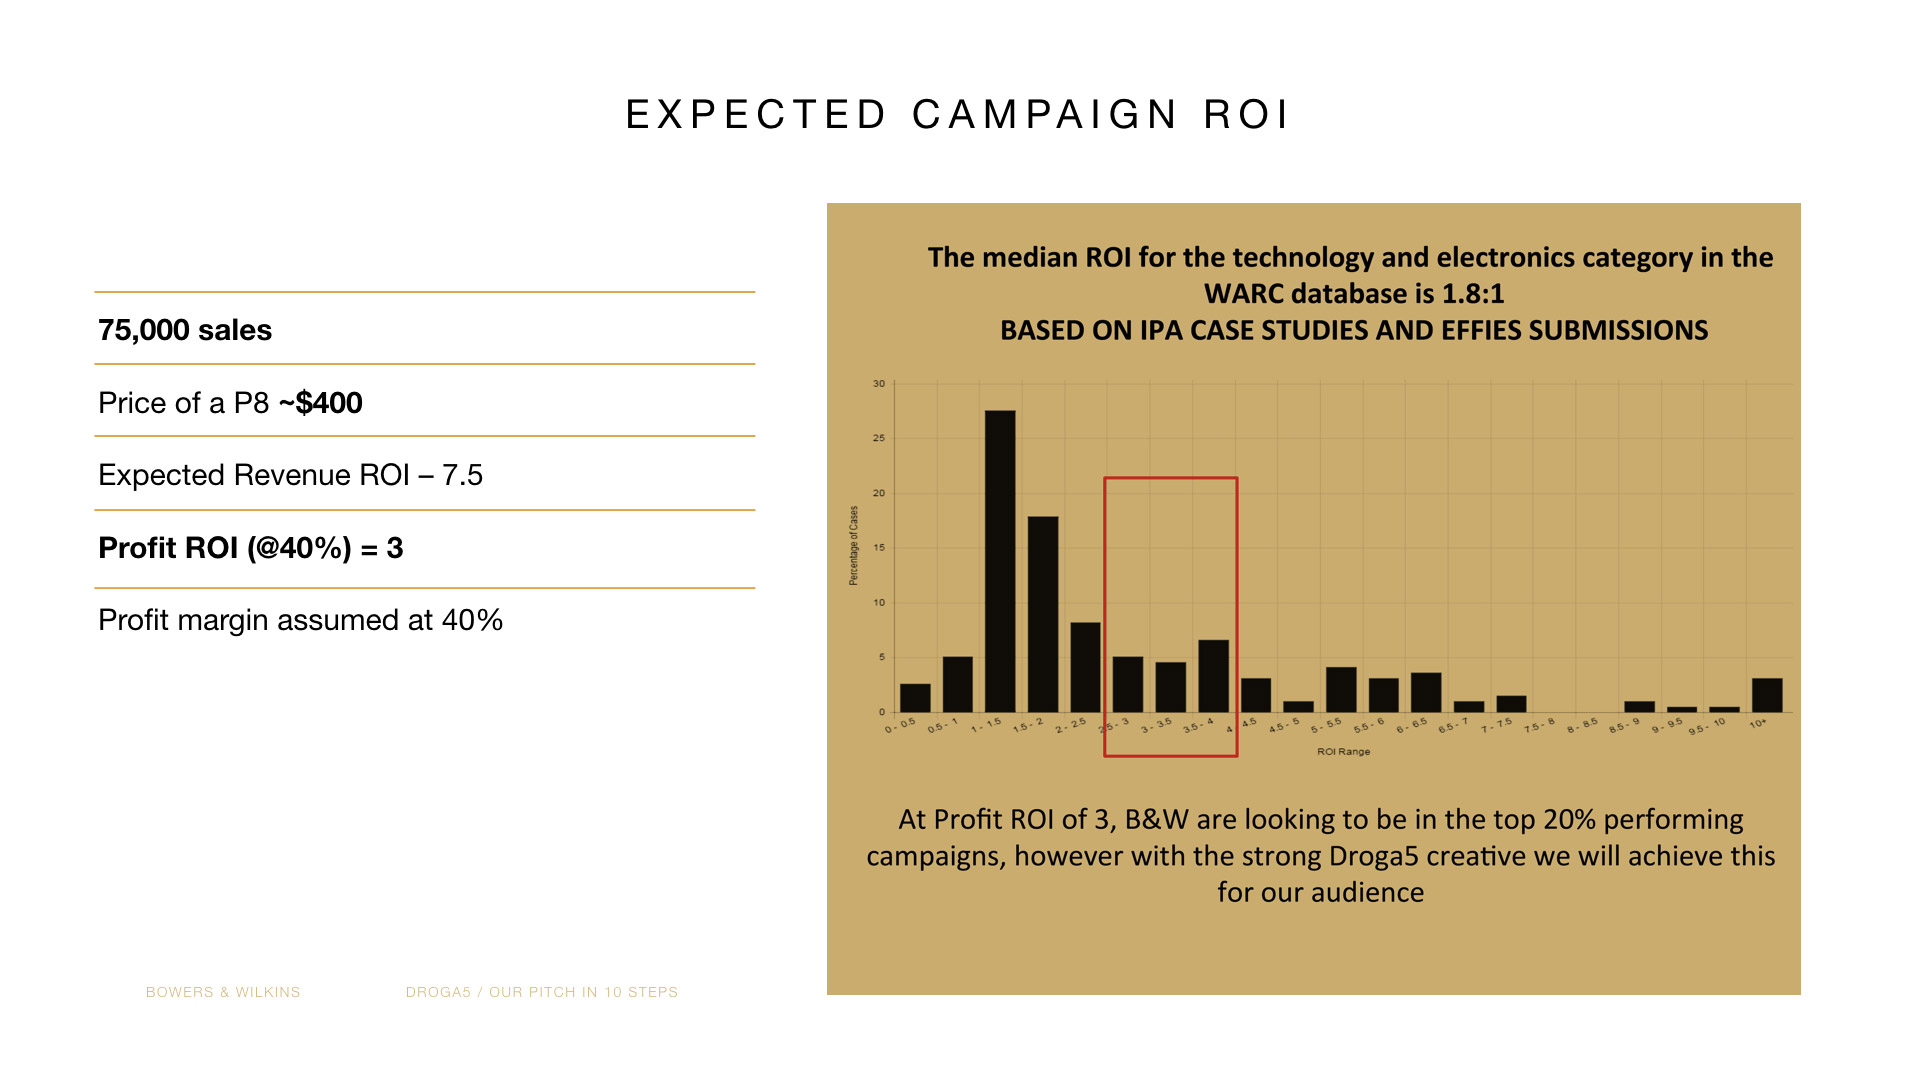 EXPECTED CAMPAIGN ROI
75,000 sales
Price of a P8 ~$400
Expected Revenue ROI – 7.5
Profit ROI (@40%) = 3
Profit margin assumed at 40%
The median ROI for the technology and electronics category in the
WARC database is 1.8:1
BASED ON IPA CASE STUDIES AND EFFIES SUBMISSIONS
30
25
20
15
10
5
0
Percentage of Cases
0 - 0.5 0.5 - 1 1 - 1.5 1.5 - 2 2 - 2.5 2.5 - 3 3 - 3.5 3.5 - 4 4 - 4.5 4.5 - 5 5 - 5.5 5.5 - 6 6 - 6.5 6.5 - 7 7 - 7.5 7.5 - 8 8 - 8.5 8.5 - 9 9 - 9.5 9.5 - 10 10+
ROI Range
At Profit ROI of 3, B&W are looking to be in the top 20% performing
campaigns, however with the strong Droga5 creative we will achieve this
for our audience
BOWERS & WILKINS DROGA5 / OUR PITCH IN 10 STEPS